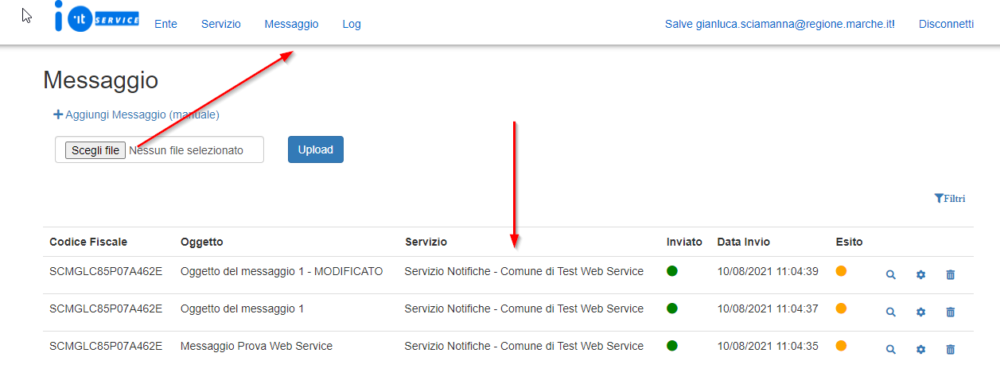 'it SERVICE Ente Servizio Messaggio Log Salve gianluca.sciamanna@regione.marche.it! Disconnetti
Messaggio
Aggiungi Messaggio (manuale)
Scegli file Nessun file selezionato Upload
Filtri
Codice Fiscale Oggetto Servizio Inviato Data Invio Esito
SCMGLC85P07A462E Oggetto del messaggio 1 - MODIFICATO Servizio Notifiche - Comune di Test Web Service 10/08/2021 11:04:39
SCMGLC85P07A462E Oggetto del messaggio 1 Servizio Notifiche - Comune di Test Web Service 10/08/2021 11:04:37
SCMGLC85P07A462E Messaggio Prova Web Service Servizio Notifiche - Comune di Test Web Service 10/08/2021 11:04:35